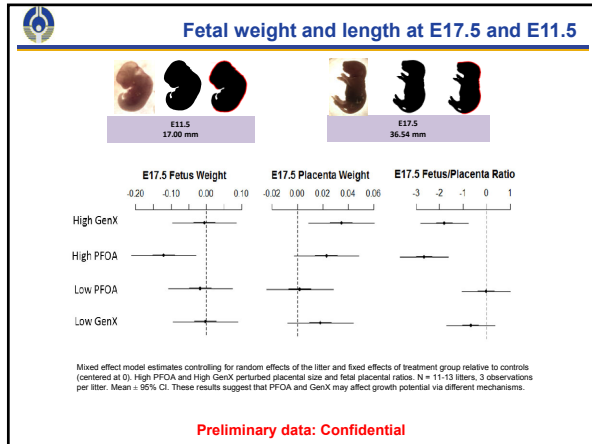 Fetal weight and length at E17.5 and E11.5
E11.5
17.00 mm
E17.5
36.54 mm
E17.5 Fetus Weight
E17.5 Placenta Weight
E17.5 Fetus/Placenta Ratio
-0.20 -0.10 0.00 0.10
-0.02 0.00 0.02 0.04 0.06
-3 -2 -1 0 1
High GenX
High PFOA
Low PFOA
Low GenX
Mixed effect model estimates controlling for random effects of the litter and fixed effects of treatment group relative to controls
(centered at 0). High PFOA and High GenX perturbed placental size and fetal placental ratios. N = 11-13 litters, 3 observations
per litter. Mean ± 95% CI. These results suggest that PFOA and GenX may affect growth potential via different mechanisms.
Preliminary data: Confidential